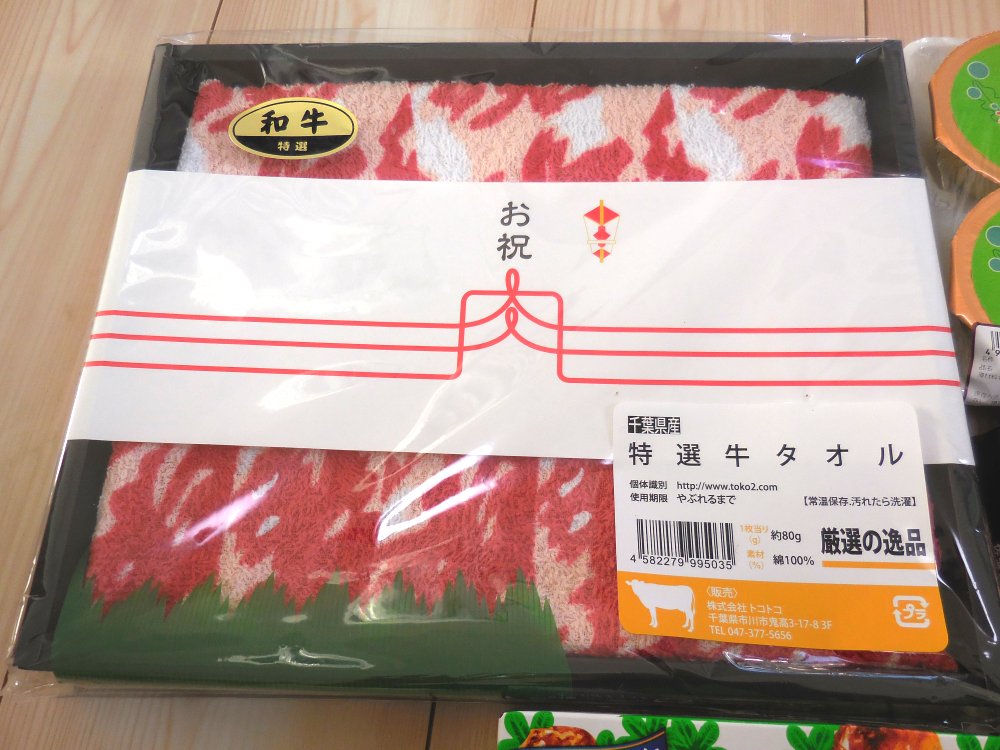 和牛
特選
お祝
千葉県産
特選牛タオル
個体識別 http://www.toko2.com
使用期限 やぶれるまで
【常温保存.汚れたら洗濯】
4 582279 995035
1枚当り(g) 約80g
素材(%) 綿100%
厳選の逸品
〈販売〉
株式会社 トコトコ
千葉県市川市鬼高3-17-8 3F
TEL 047-377-5656
プラ